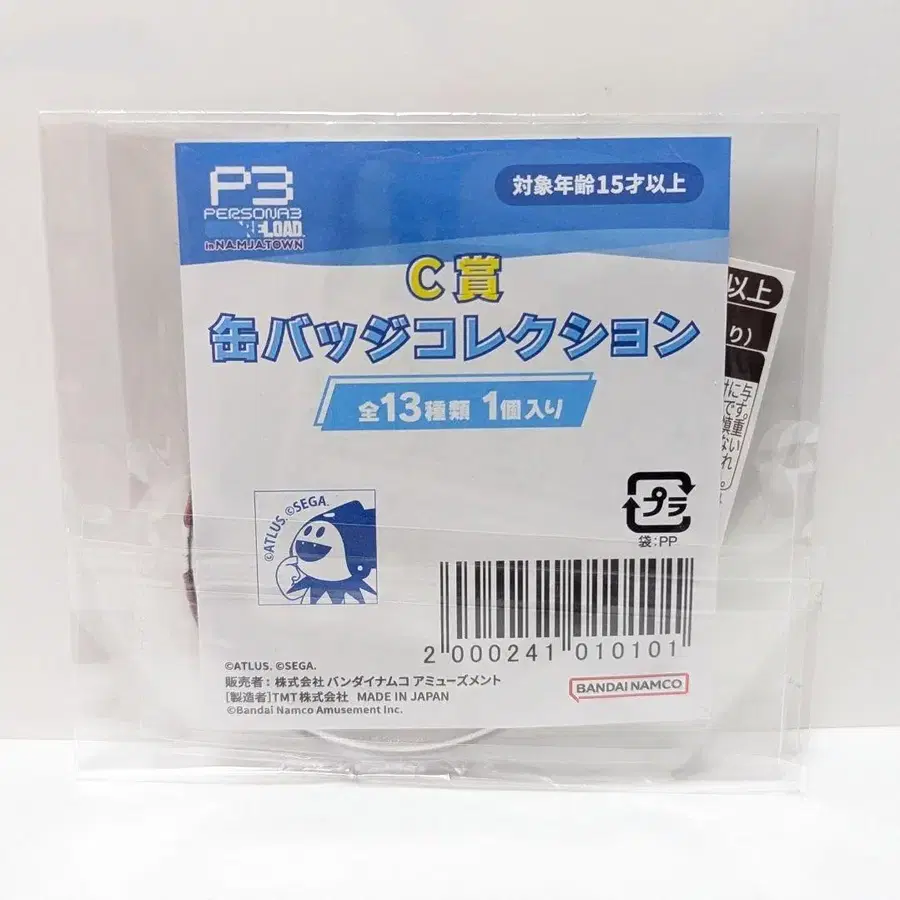 P3
PERSONA3
RELOAD
in NAMJATOWN
対象年齢15才以上
C賞
缶バッジコレクション
全13種類 1個入り
以上
り)
©ATLUS. ©SEGA.
プラ
袋:PP
2 000241 010101
©ATLUS. ©SEGA.
販売者:株式会社 バンダイナムコ アミューズメント
[製造者]TMT株式会社 MADE IN JAPAN
©Bandai Namco Amusement Inc.
BANDAI NAMCO